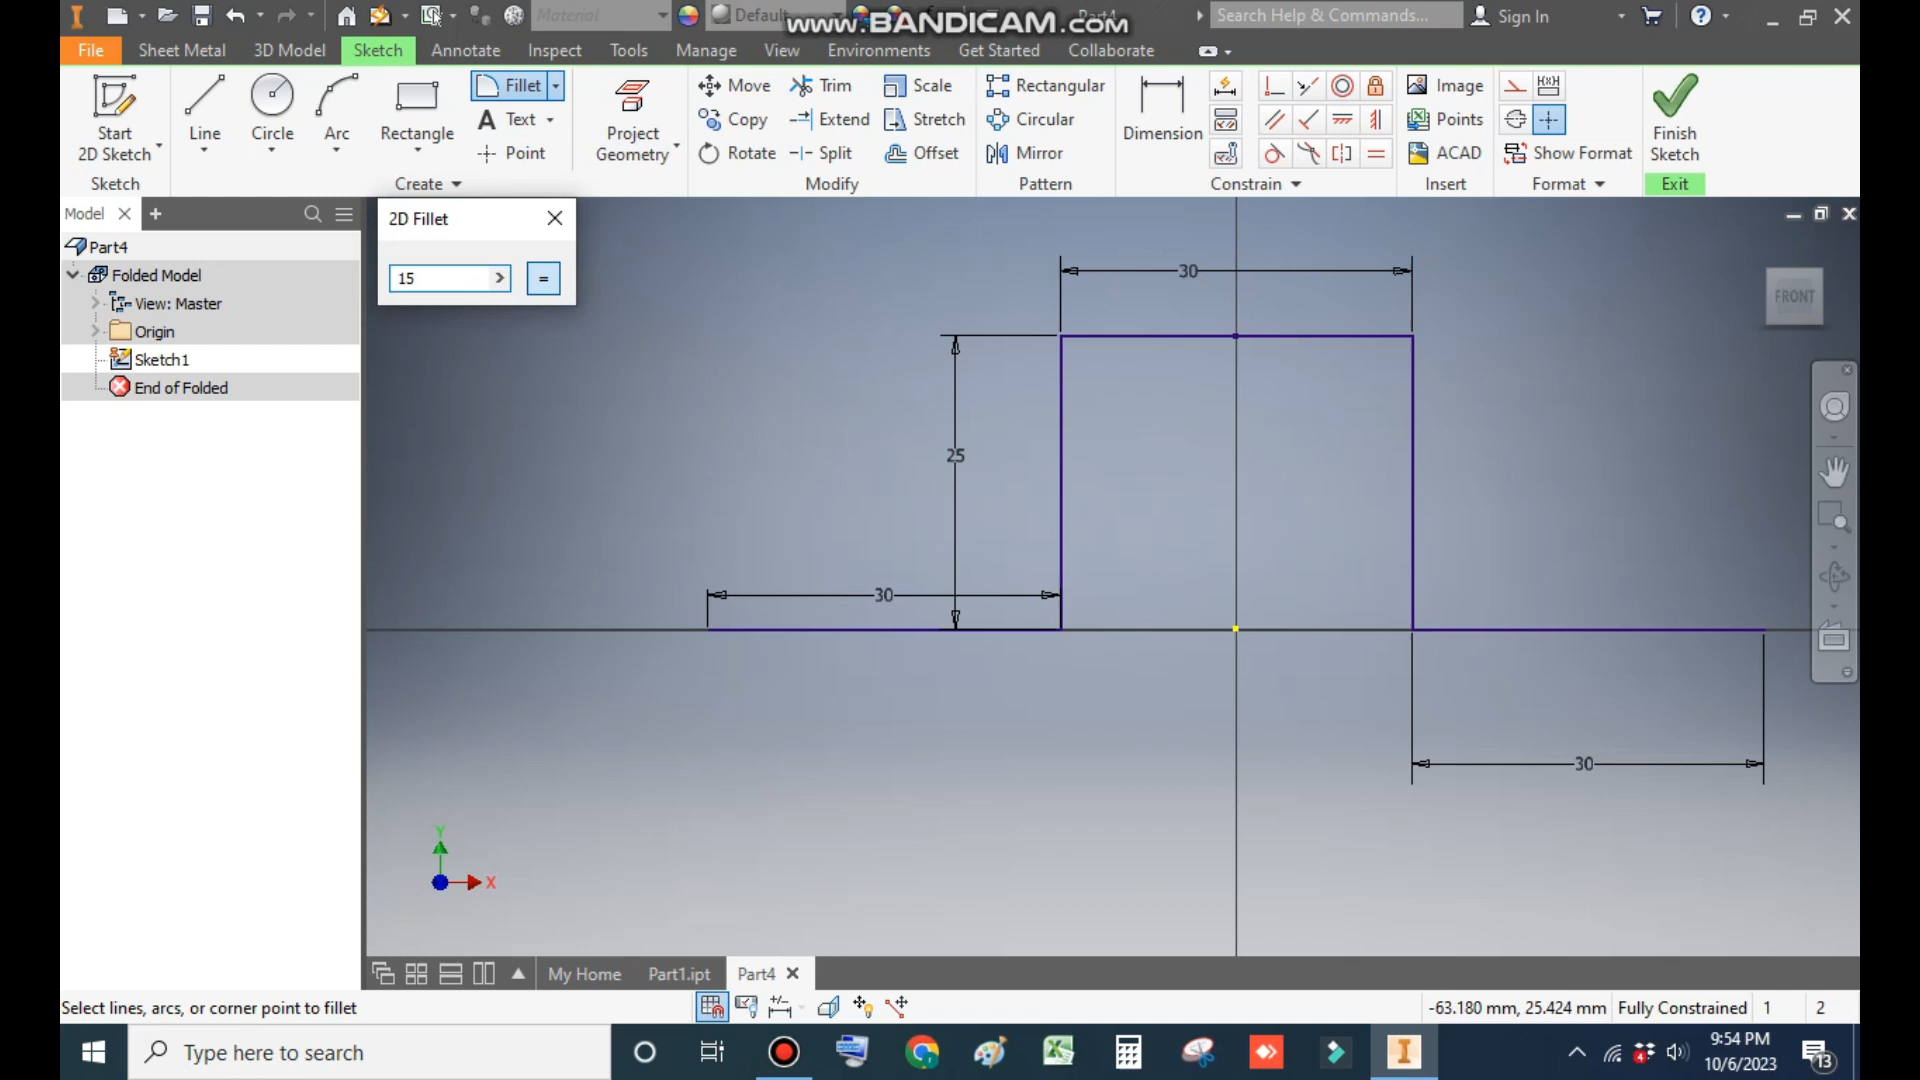 Material
Default
www.BANDICAM.com
Part4
Search Help & Commands...
Sign In
File
Sheet Metal
3D Model
Sketch
Annotate
Inspect
Tools
Manage
View
Environments
Get Started
Collaborate
Start
2D Sketch
Line
Circle
Arc
Rectangle
Fillet
Text
Point
Project
Geometry
Move
Copy
Rotate
Trim
Extend
Split
Scale
Stretch
Offset
Rectangular
Circular
Mirror
Dimension
Image
Points
ACAD
Show Format
Finish
Sketch
Sketch
Create
Modify
Pattern
Constrain
Insert
Format
Exit
Model
Part4
Folded Model
View: Master
Origin
Sketch1
End of Folded
2D Fillet
15
=
30
25
30
30
FRONT
Y
X
My Home
Part1.ipt
Part4
Select lines, arcs, or corner point to fillet
-63.180 mm, 25.424 mm
Fully Constrained
1
2
Type here to search
9:54 PM
10/6/2023
13